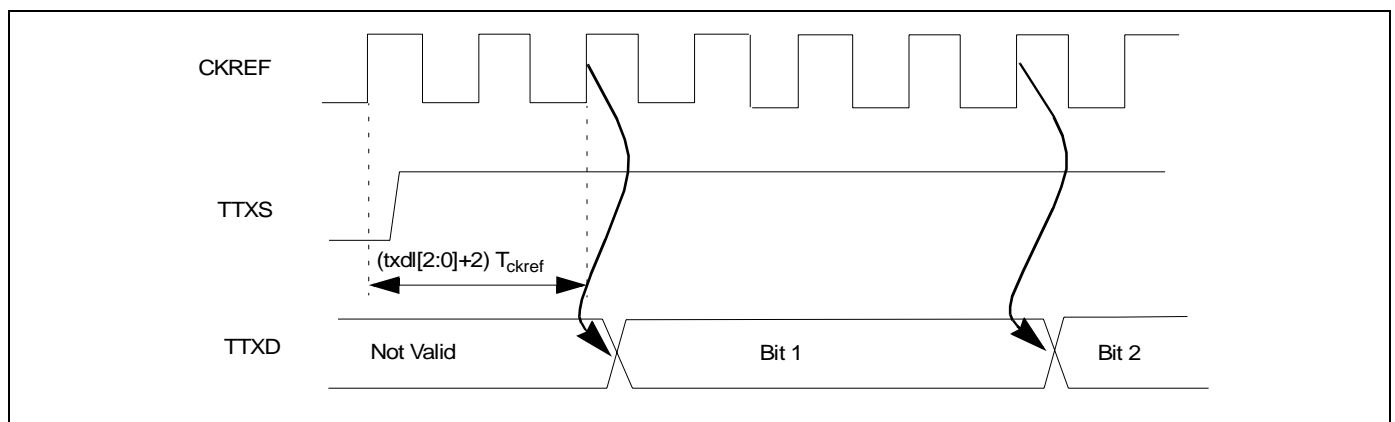 CKREF
TTXS
(txdl[2:0]+2) Tckref
TTXD
Not Valid
Bit 1
Bit 2